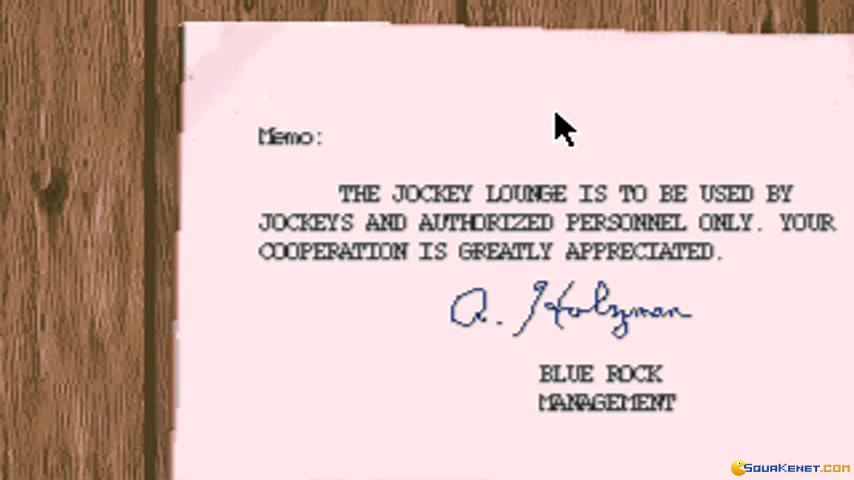 Memo:
THE JOCKEY LOUNGE IS TO BE USED BY
JOCKEYS AND AUTHORIZED PERSONNEL ONLY. YOUR
COOPERATION IS GREATLY APPRECIATED.
A. Holzman
BLUE ROCK
MANAGEMENT
SQUAKENET.COM